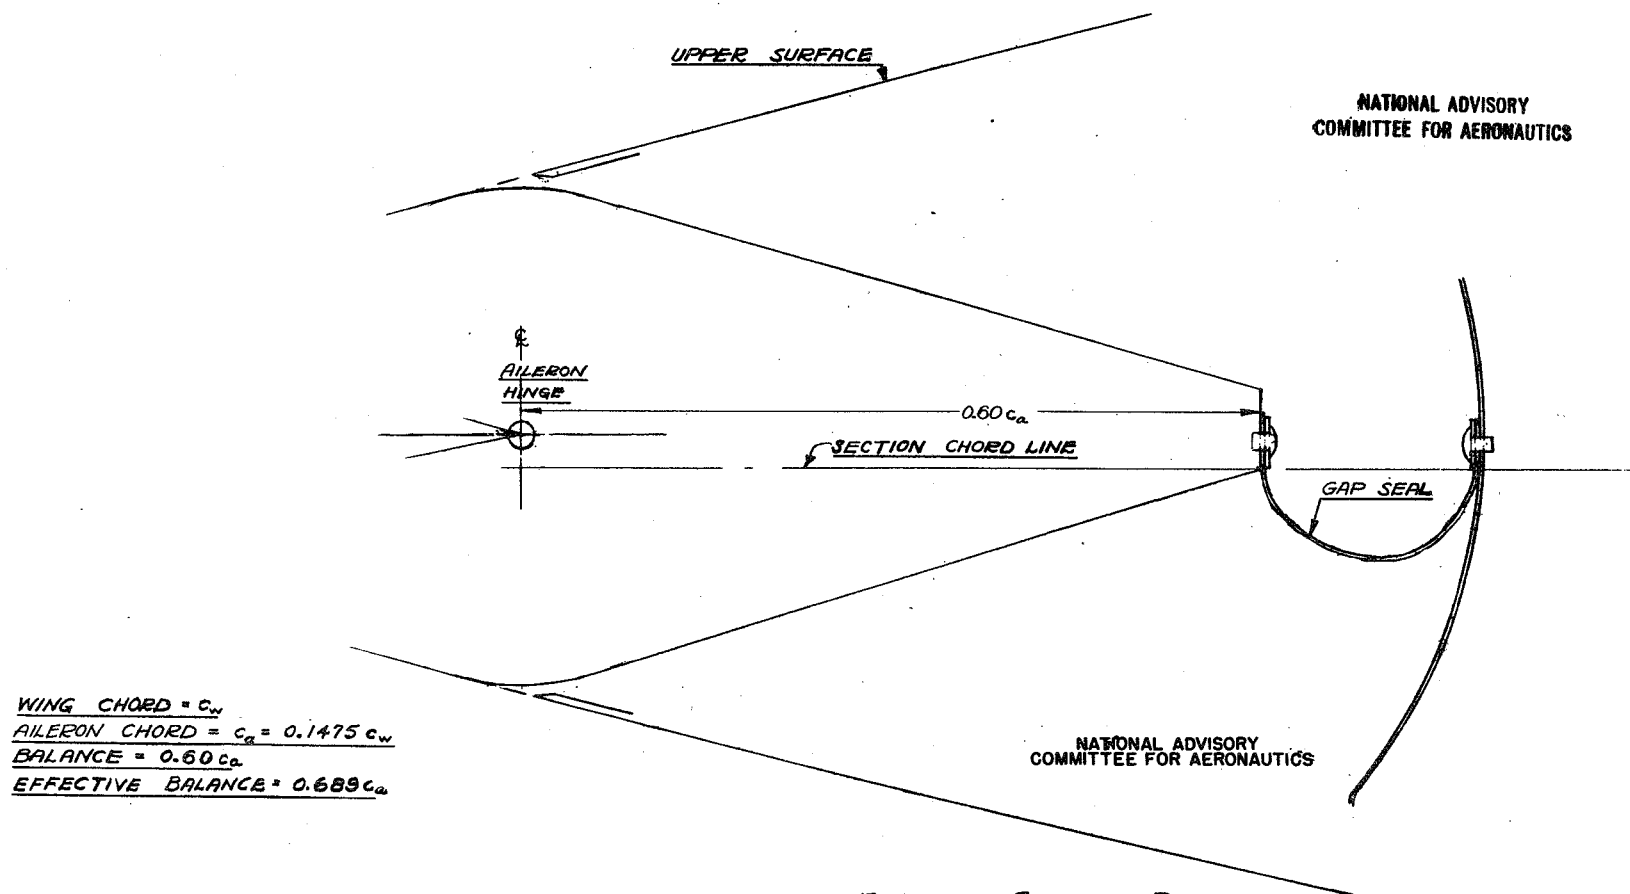 UPPER SURFACE
NATIONAL ADVISORY
COMMITTEE FOR AERONAUTICS
℄
AILERON
HINGE
0.60 cₐ
SECTION CHORD LINE
GAP SEAL
WING CHORD = c_w
AILERON CHORD = cₐ = 0.1475 c_w
BALANCE = 0.60 cₐ
EFFECTIVE BALANCE = 0.689 cₐ
NATIONAL ADVISORY
COMMITTEE FOR AERONAUTICS